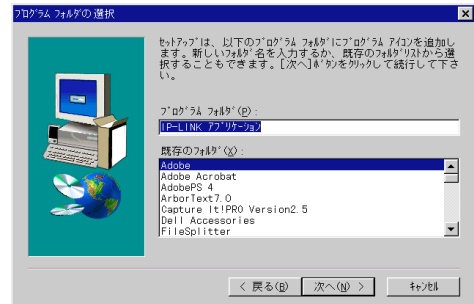 ﾌﾟﾛｸﾞﾗﾑ ﾌｫﾙﾀﾞの選択
ｾｯﾄｱｯﾌﾟは、以下のﾌﾟﾛｸﾞﾗﾑ ﾌｫﾙﾀﾞにﾌﾟﾛｸﾞﾗﾑ ｱｲｺﾝを追加し
ます。新しいﾌｫﾙﾀﾞ名を入力するか、既存のﾌｫﾙﾀﾞﾘｽﾄから選
択することもできます。[次へ]ﾎﾞﾀﾝをｸﾘｯｸして続行して下さ
い。
ﾌﾟﾛｸﾞﾗﾑ ﾌｫﾙﾀﾞ(P):
IP-LINK ｱﾌﾟﾘｹｰｼｮﾝ
既存のﾌｫﾙﾀﾞ(X):
Adobe
Adobe Acrobat
AdobePS 4
ArborText7.0
Capture It!PRO Version2.5
Dell Accessories
FileSplitter
< 戻る(B)
次へ(N) >
ｷｬﾝｾﾙ